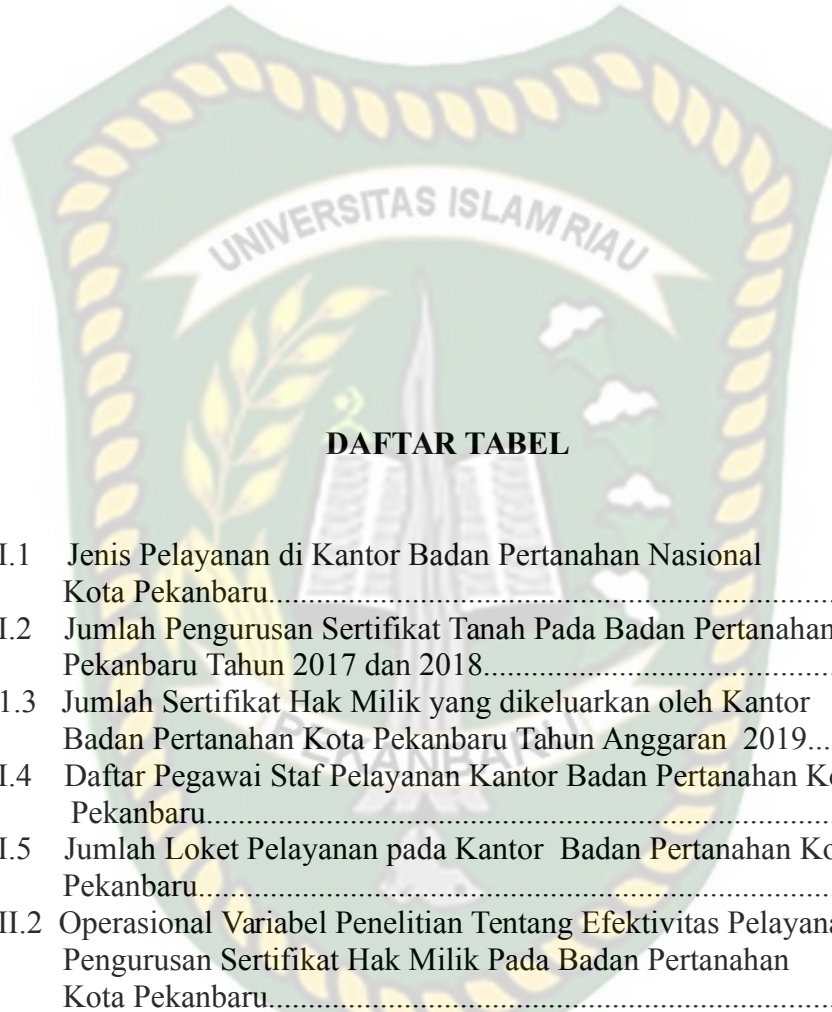 UNIVERSITAS ISLAM RIAU
DAFTAR TABEL
I.1 Jenis Pelayanan di Kantor Badan Pertanahan Nasional
Kota Pekanbaru.......................................................................................
I.2 Jumlah Pengurusan Sertifikat Tanah Pada Badan Pertanahan
Pekanbaru Tahun 2017 dan 2018......................................................
1.3 Jumlah Sertifikat Hak Milik yang dikeluarkan oleh Kantor
Badan Pertanahan Kota Pekanbaru Tahun Anggaran 2019....
I.4 Daftar Pegawai Staf Pelayanan Kantor Badan Pertanahan
Pekanbaru................................................................................................
I.5 Jumlah Loket Pelayanan pada Kantor Badan Pertanahan
Pekanbaru.................................................................................................
II.2 Operasional Variabel Penelitian Tentang Efektivitas
Pengurusan Sertifikat Hak Milik Pada Badan Pertanahan
Kota Pekanbaru.......................................................................................
PEKANBARU